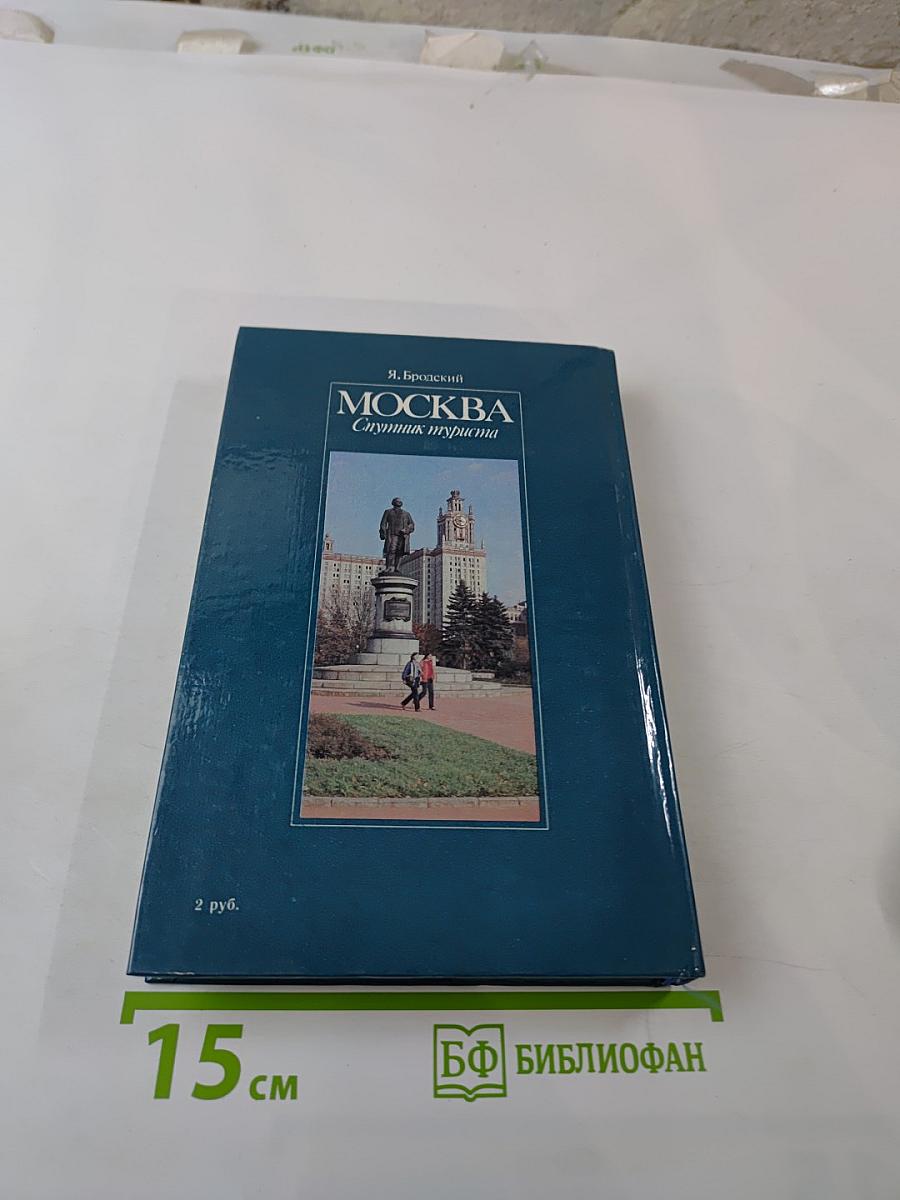 Я. Бродский
МОСКВА
Спутник туриста
2 руб.
15 см
БФ БИБЛИОФАН